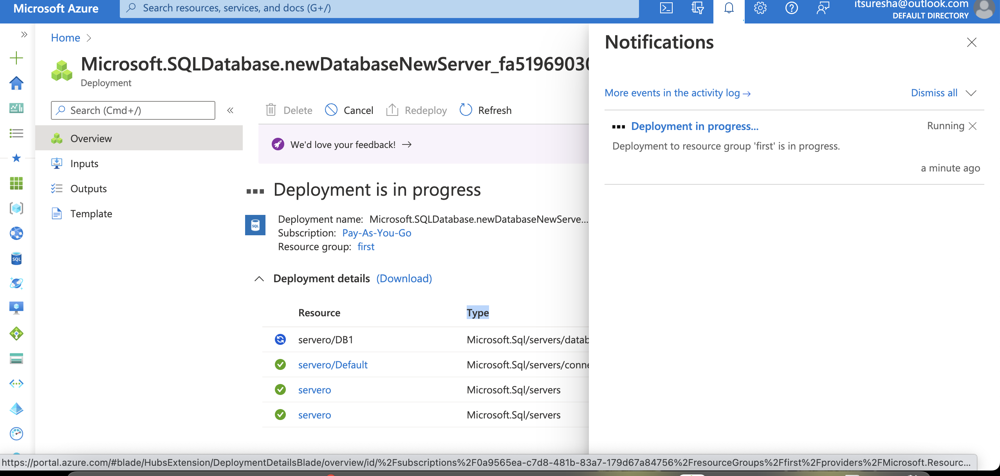 Microsoft Azure
Search resources, services, and docs (G+/)
itsuresha@outlook.com
DEFAULT DIRECTORY
Home
Microsoft.SQLDatabase.newDatabaseNewServer_fa5196903
Deployment
Search (Cmd+/)
Overview
Inputs
Outputs
Template
Delete
Cancel
Redeploy
Refresh
We'd love your feedback! →
Deployment is in progress
SQL
Deployment name: Microsoft.SQLDatabase.newDatabaseNewServe...
Subscription: Pay-As-You-Go
Resource group: first
Deployment details (Download)
Resource Type
servero/DB1 Microsoft.Sql/servers/datab
servero/Default Microsoft.Sql/servers/conne
servero Microsoft.Sql/servers
servero Microsoft.Sql/servers
SQL
Notifications
More events in the activity log →
Dismiss all
Deployment in progress... Running
Deployment to resource group 'first' is in progress.
a minute ago
https://portal.azure.com/#blade/HubsExtension/DeploymentDetailsBlade/overview/id/%2Fsubscriptions%2F0a9565ea-c7d8-481b-83a7-179d67a84756%2FresourceGroups%2Ffirst%2Fproviders%2FMicrosoft.Resourc...